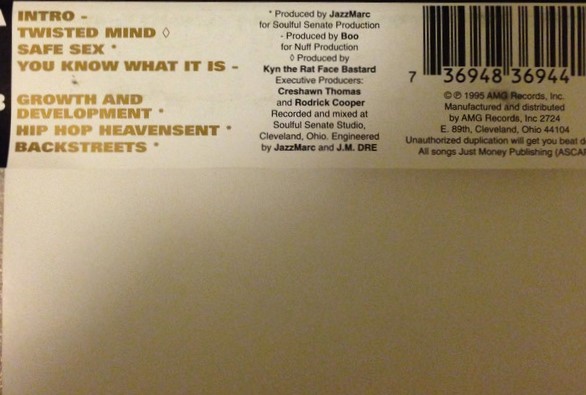 A
INTRO -
TWISTED MIND ◊
SAFE SEX *
YOU KNOW WHAT IT IS -
GROWTH AND
DEVELOPMENT *
HIP HOP HEAVENSENT *
BACKSTREETS *
* Produced by JazzMarc
for Soulful Senate Production
- Produced by Boo
for Nuff Production
◊ Produced by
Kyn the Rat Face Bastard
Executive Producers:
Creshawn Thomas
and Rodrick Cooper
Recorded and mixed at
Soulful Senate Studio,
Cleveland, Ohio. Engineered
by JazzMarc and J.M. DRE
7 36948 36944
© ℗ 1995 AMG Records, Inc.
Manufactured and distributed
by AMG Records, Inc 2724
E. 89th, Cleveland, Ohio 44104
Unauthorized duplication will get you beat d
All songs Just Money Publishing (ASCAP